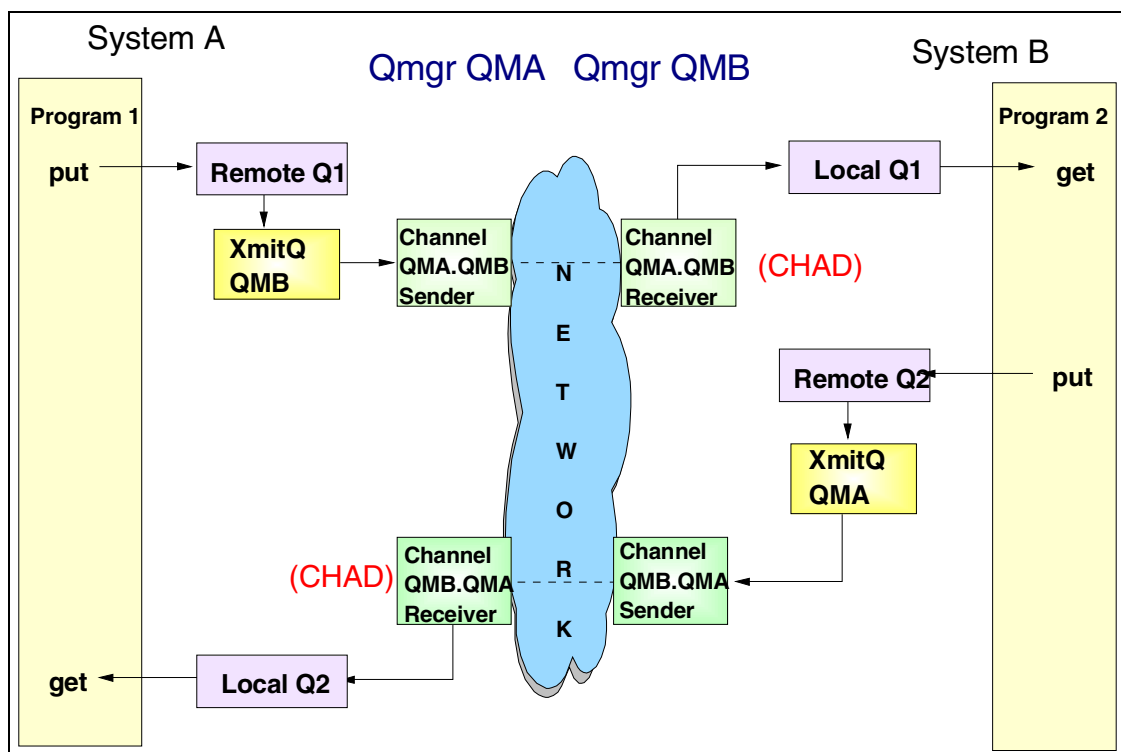 System A
Qmgr QMA
Qmgr QMB
System B
Program 1
Program 2
put
Remote Q1
Local Q1
get
XmitQ
QMB
Channel
QMA.QMB
Sender
Channel
QMA.QMB
Receiver
(CHAD)
N
E
T
W
O
R
K
Remote Q2
put
XmitQ
QMA
(CHAD)
Channel
QMB.QMA
Receiver
Channel
QMB.QMA
Sender
get
Local Q2